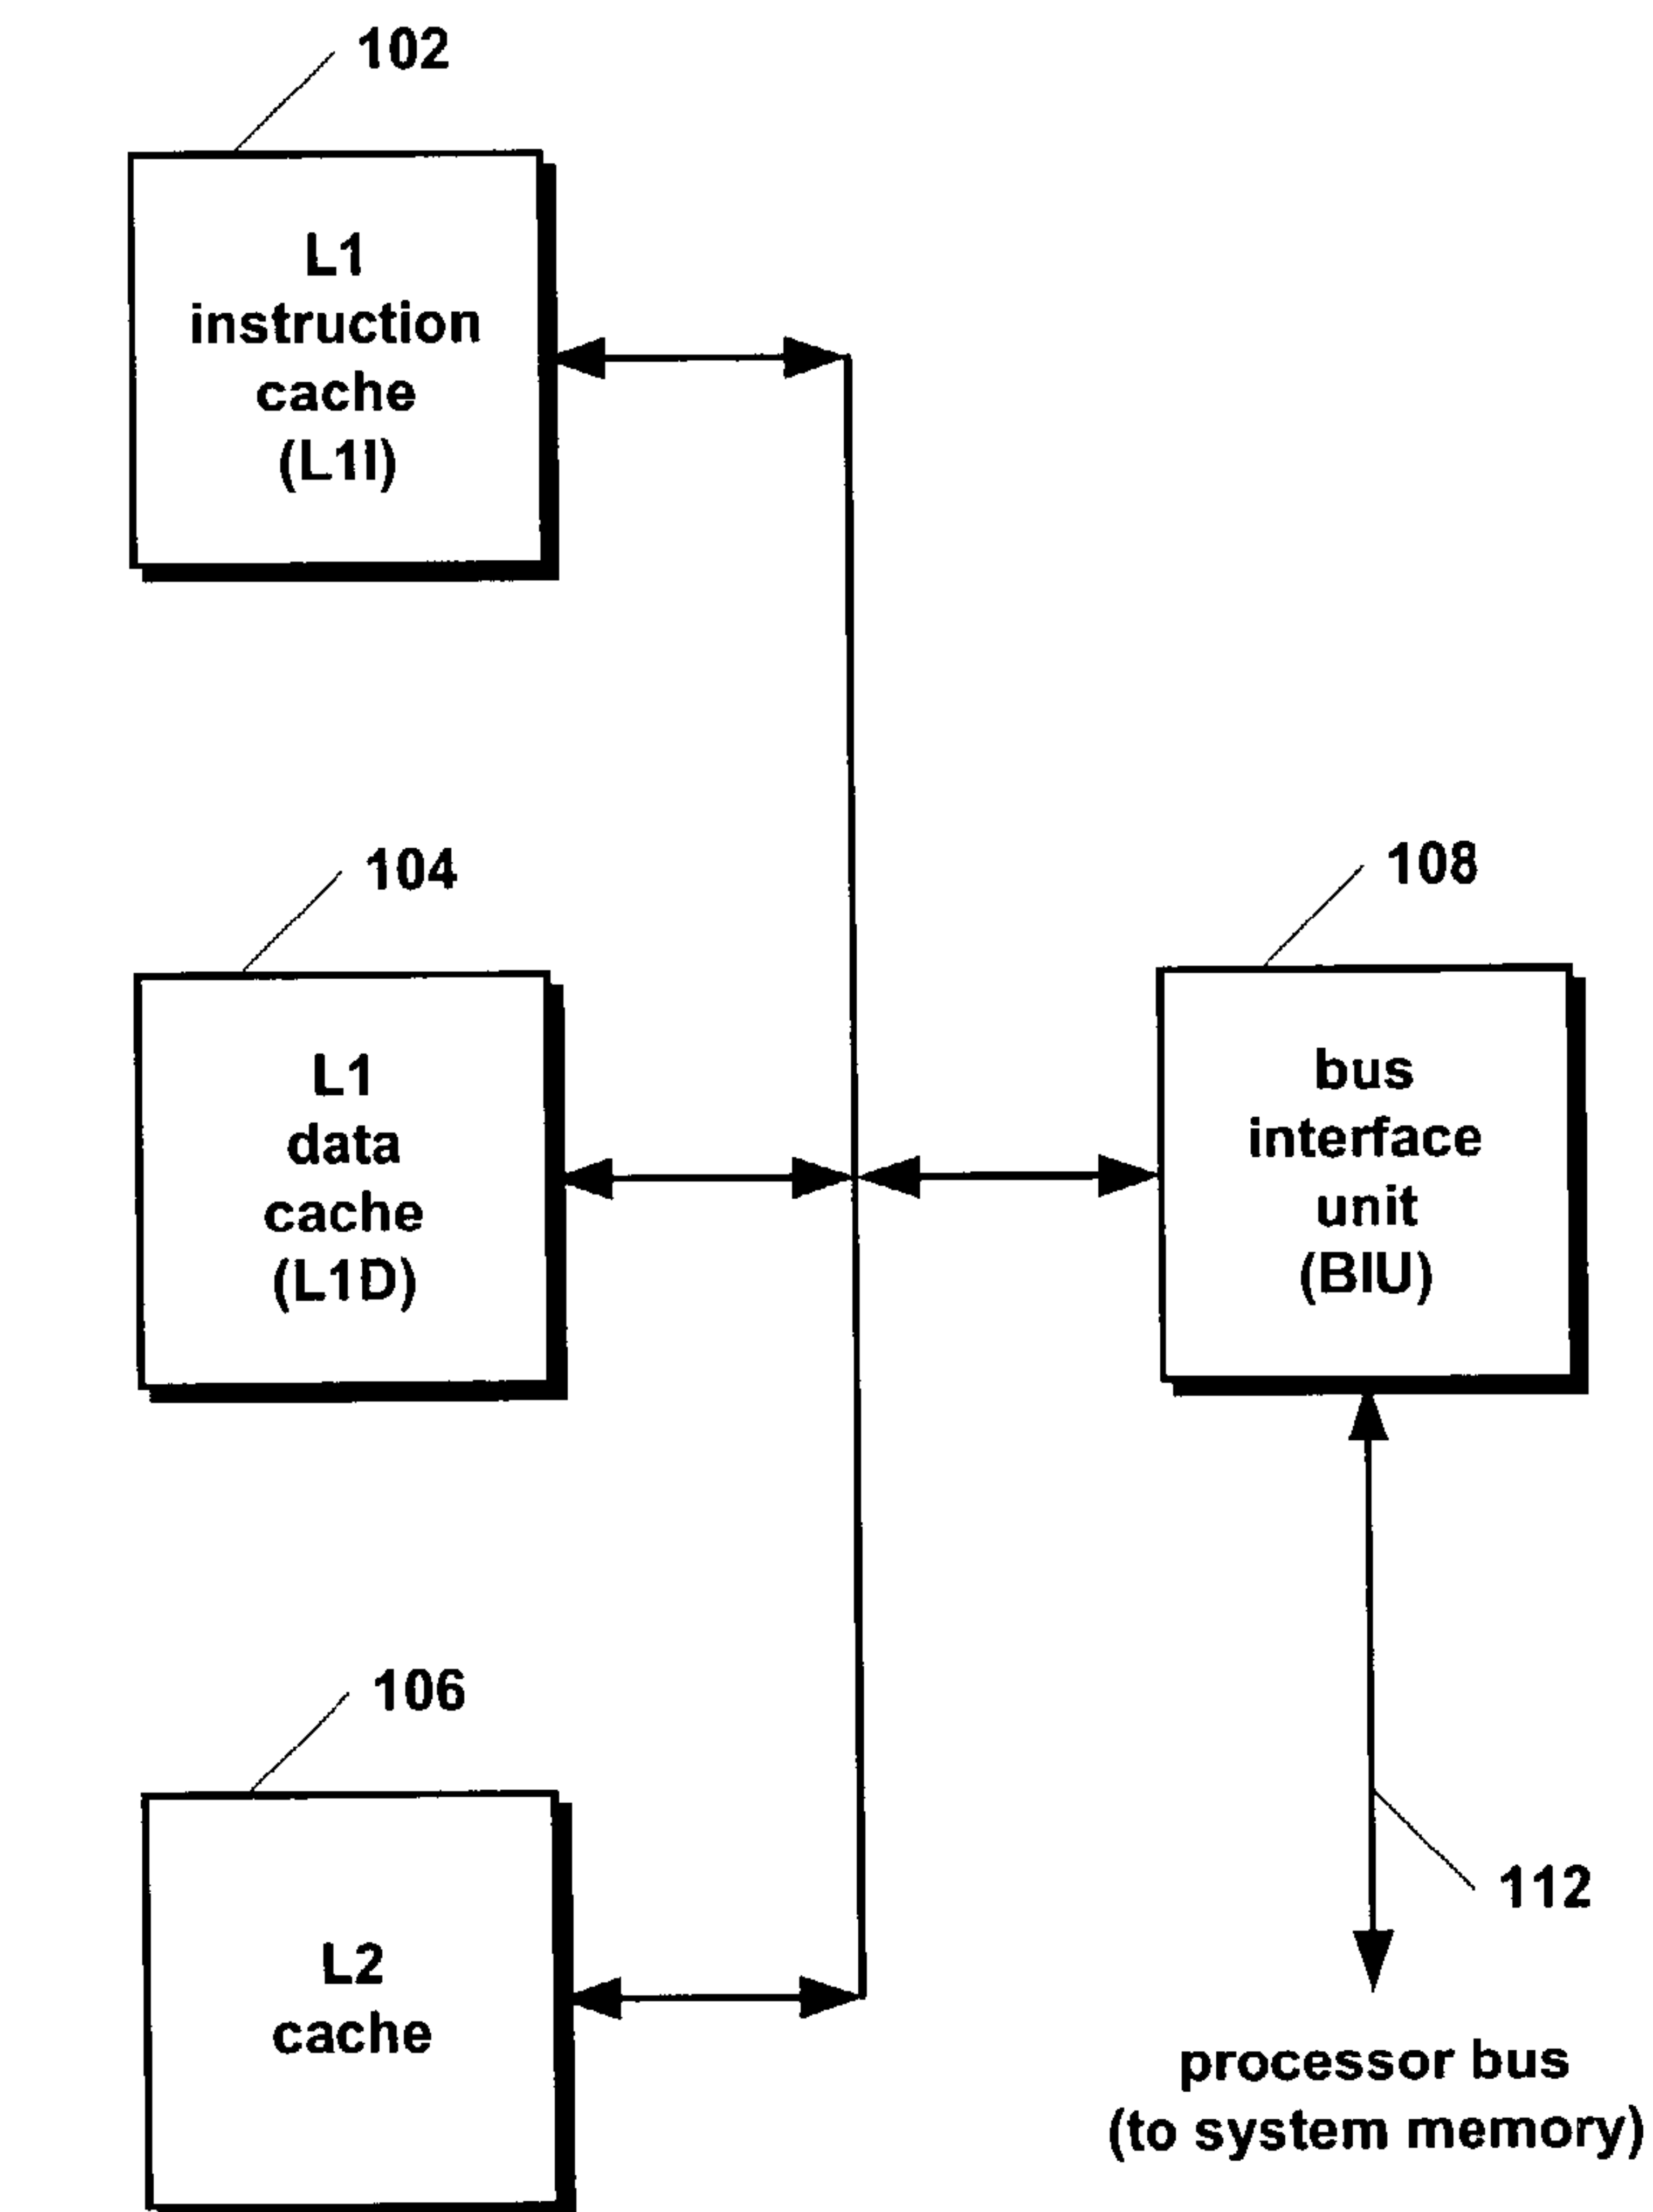 102
L1
instruction
cache
(L1I)
104
L1
data
cache
(L1D)
108
bus
interface
unit
(BIU)
106
L2
cache
112
processor bus
(to system memory)